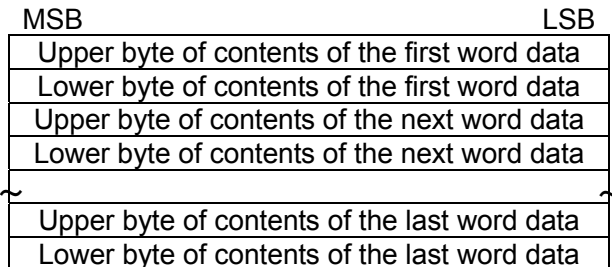 MSB LSB
Upper byte of contents of the first word data
Lower byte of contents of the first word data
Upper byte of contents of the next word data
Lower byte of contents of the next word data
~ ~
Upper byte of contents of the last word data
Lower byte of contents of the last word data